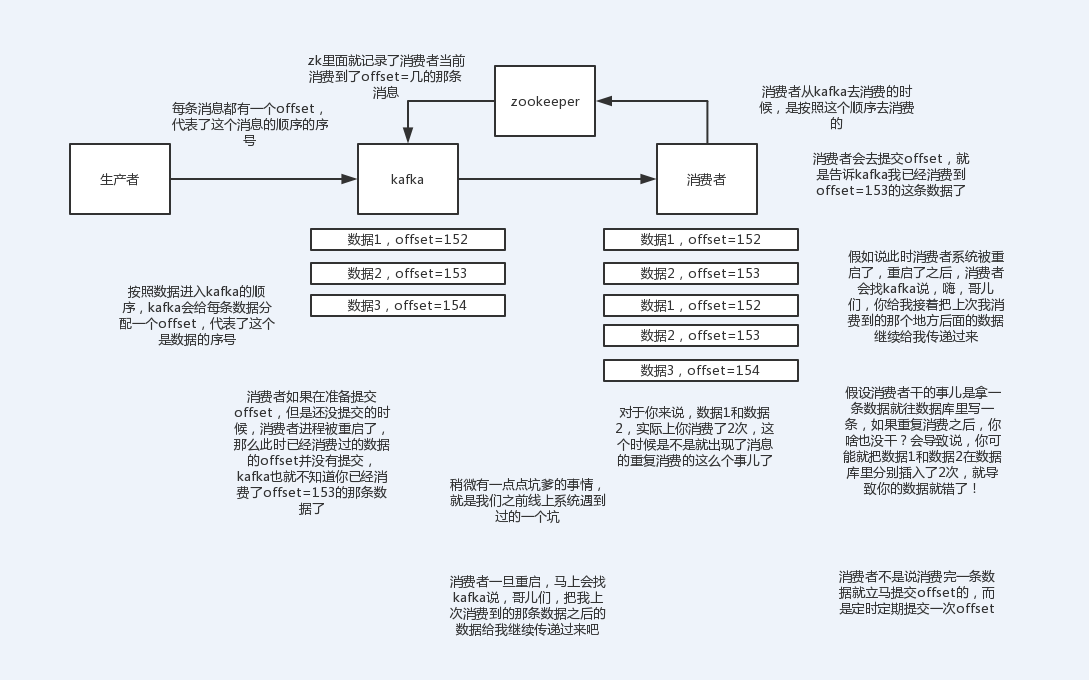 zk里面就记录了消费者当前
消费到了offset=几的那条
消息
zookeeper
每条消息都有一个offset，
代表了这个消息的顺序的序
号
消费者从kafka去消费的时
候，是按照这个顺序去消费
的
生产者
kafka
消费者
消费者会去提交offset，就
是告诉kafka我已经消费到
offset=153的这条数据了
数据1，offset=152
数据2，offset=153
数据3，offset=154
数据1，offset=152
数据2，offset=153
数据1，offset=152
数据2，offset=153
数据3，offset=154
按照数据进入kafka的顺
序，kafka会给每条数据分
配一个offset，代表了这个
是数据的序号
假如说此时消费者系统被重
启了，重启了之后，消费者
会找kafka说，嗨，哥儿
们，你给我接着把上次我消
费到的那个地方后面的数据
继续给我传递过来
消费者如果在准备提交
offset，但是还没提交的时
候，消费者进程被重启了，
那么此时已经消费过的数据
的offset并没有提交，
kafka也就不知道你已经消
费了offset=153的那条数
据了
对于你来说，数据1和数据
2，实际上你消费了2次，这
个时候是不是就出现了消息
的重复消费的这么个事儿了
假设消费者干的事儿是拿一
条数据就往数据库里写一
条，如果重复消费之后，你
啥也没干？会导致说，你可
能就把数据1和数据2在数据
库里分别插入了2次，就导
致你的数据就错了！
稍微有一点点坑爹的事情，
就是我们之前线上系统遇到
过的一个坑
消费者一旦重启，马上会找
kafka说，哥儿们，把我上
次消费到的那条数据之后的
数据给我继续传递过来吧
消费者不是说消费完一条数
据就立马提交offset的，而
是定时定期提交一次offset